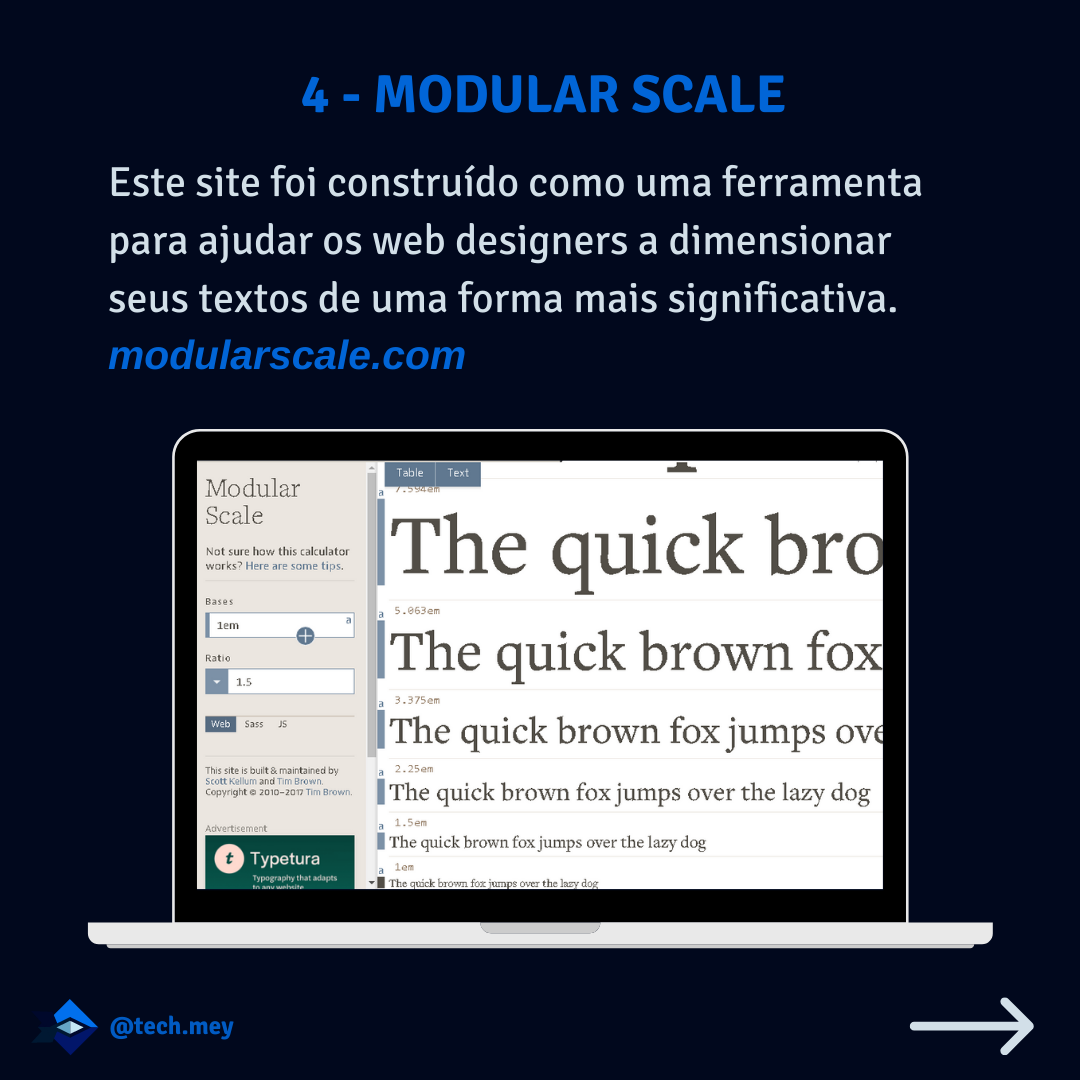 4 - MODULAR SCALE
Este site foi construído como uma ferramenta
para ajudar os web designers a dimensionar
seus textos de uma forma mais significativa.
modularscale.com
Modular
Scale
Not sure how this calculator
works? Here are some tips.
Bases
1em
a
Ratio
1.5
Web Sass JS
This site is built & maintained by
Scott Kellum and Tim Brown.
Copyright © 2010–2017 Tim Brown.
Advertisement
t Typetura
Typography that adapts
to any website
Table Text
a 7.594em
The quick bro
a 5.063em
The quick brown fox
a 3.375em
The quick brown fox jumps ove
a 2.25em
The quick brown fox jumps over the lazy dog
a 1.5em
The quick brown fox jumps over the lazy dog
a 1em
The quick brown fox jumps over the lazy dog
@tech.mey